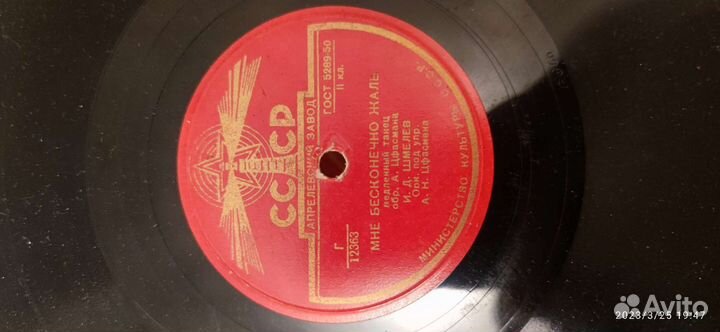 СССР
АПРЕЛЕВСКИЙ ЗАВОД
ГОСТ 5289-50
II кл.
Г
12363
МНЕ БЕСКОНЕЧНО ЖАЛЬ
медленный танец
обр. А. Цфасмана
И. Д. ШМЕЛЕВ
Орк. под упр.
А. Н. Цфасмана
МИНИСТЕРСТВО КУЛЬТУРЫ СССР
Avito
2023/3/25 19:47